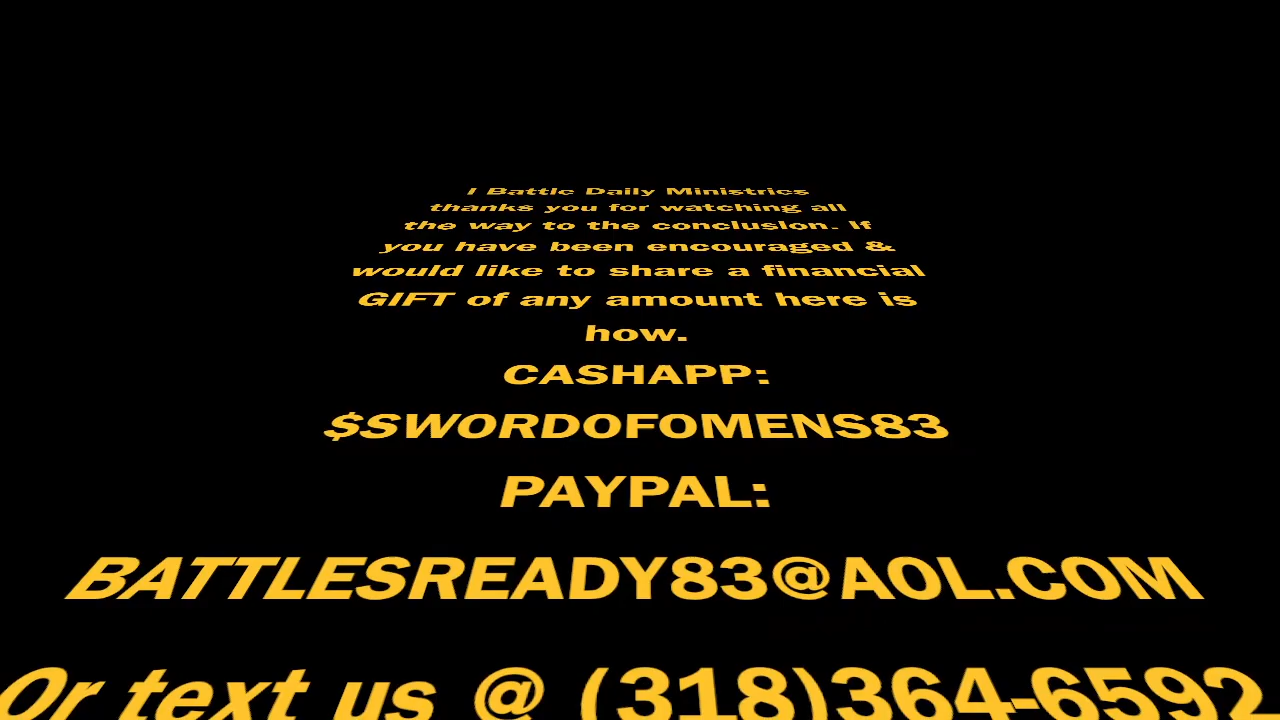 I Battle Daily Ministries
thanks you for watching all
the way to the conclusion. If
you have been encouraged &
would like to share a financial
GIFT of any amount here is
how.
CASHAPP:
$SWORDOFOMENS83
PAYPAL:
BATTLESREADY83@AOL.COM
Or text us @ (318)364-6592